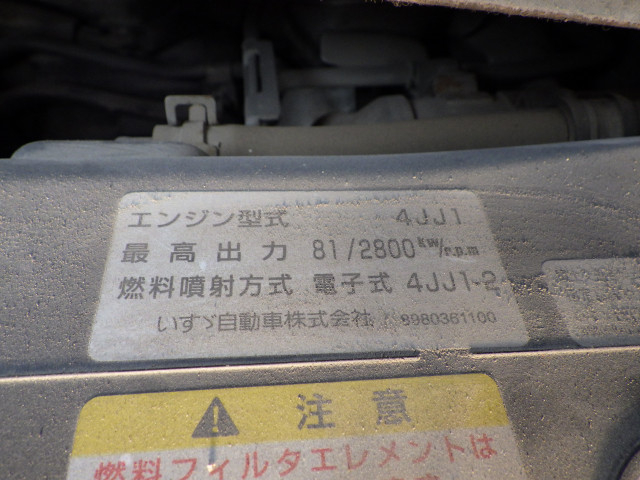 エンジン型式 4JJ1
最高出力 81/2800kW/r.p.m
燃料噴射方式 電子式 4JJ1-2
いすゞ自動車株式会社 8980361100
⚠ 注意
燃料フィルタエレメントは